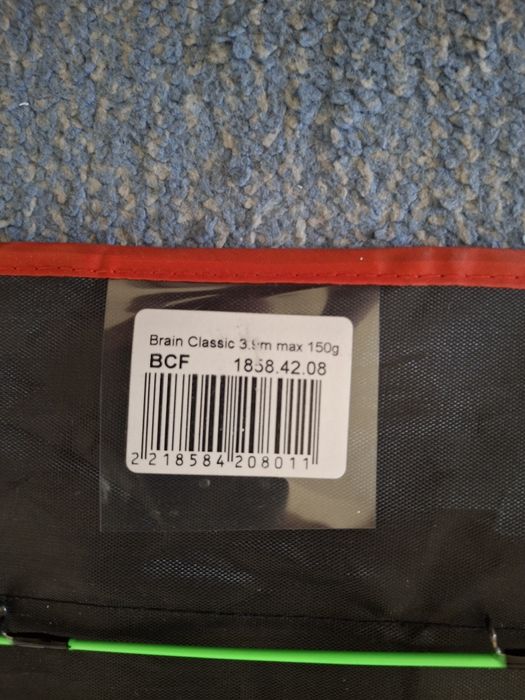 Brain Classic 3.9m max 150g
BCF 1858.42.08
2 218584 208011